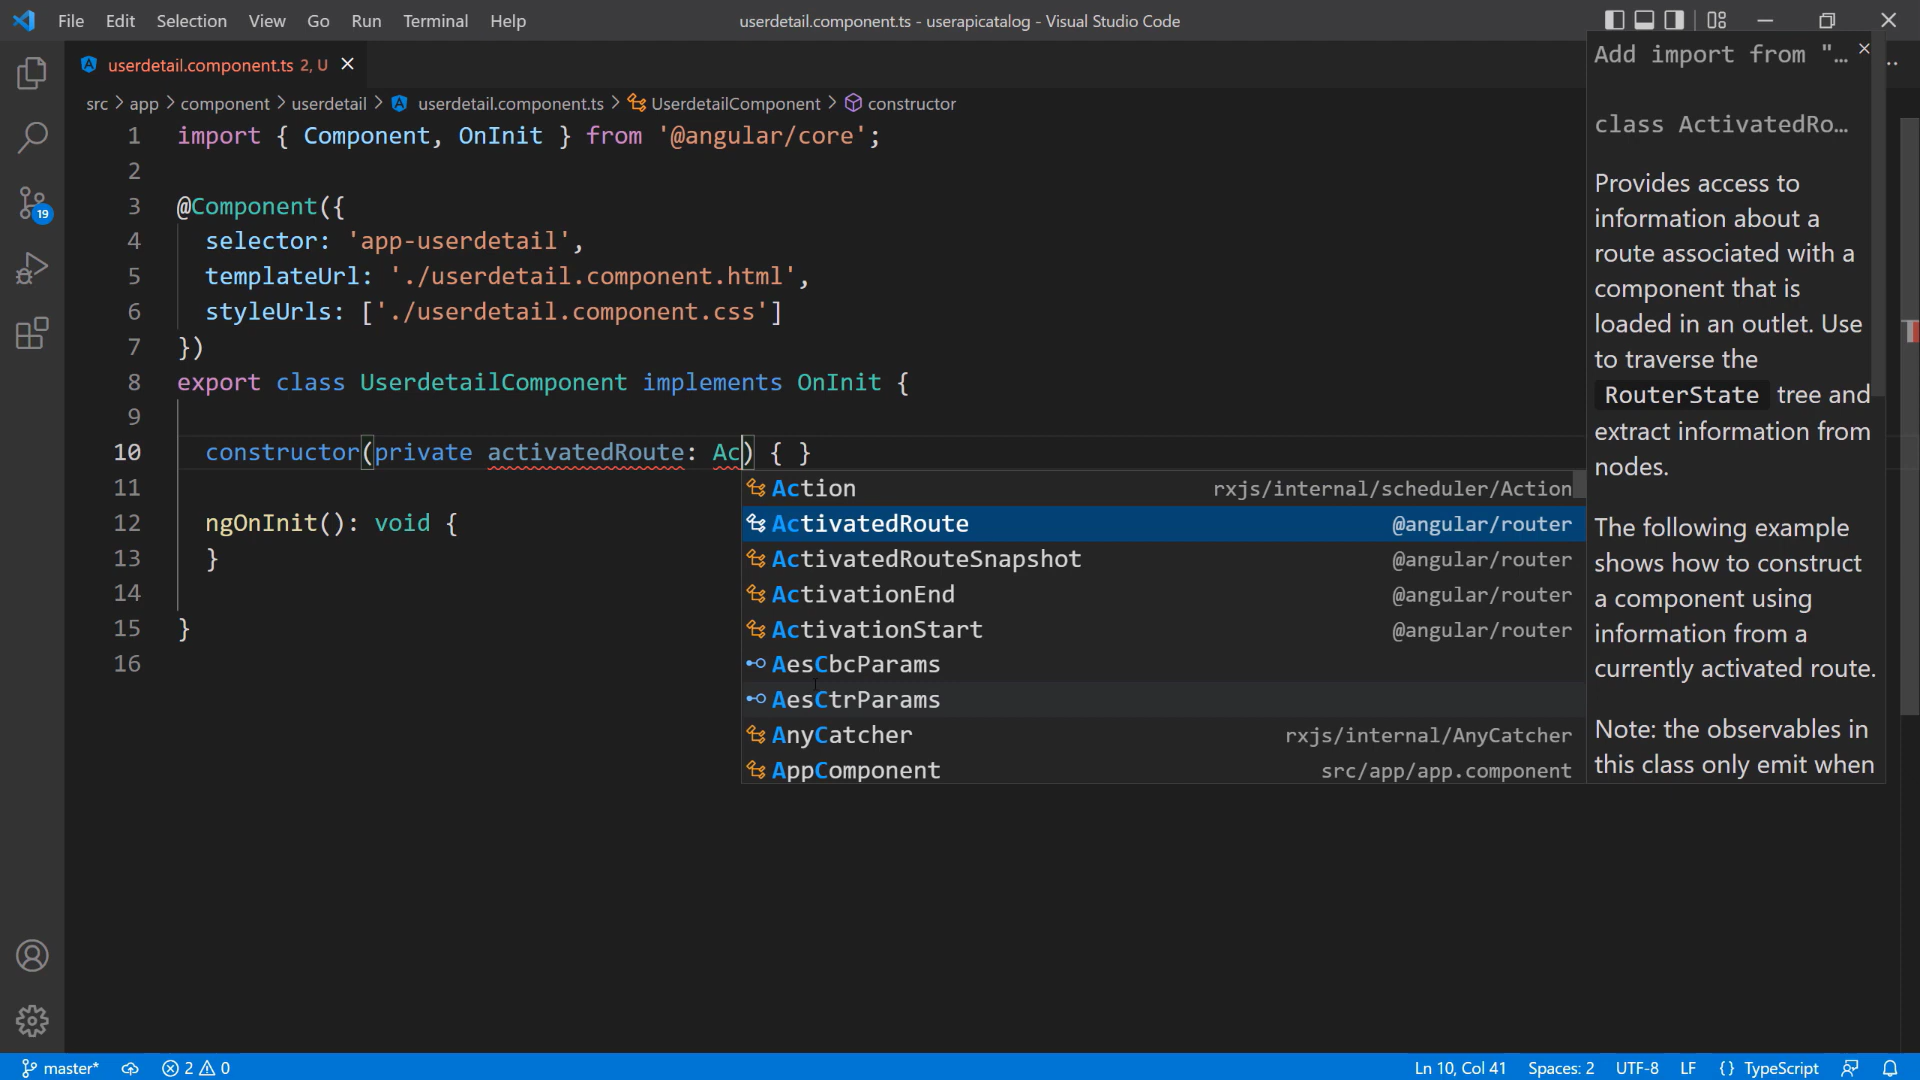 File Edit Selection View Go Run Terminal Help
userdetail.component.ts - userapicatalog - Visual Studio Code
userdetail.component.ts 2, U
src > app > component > userdetail > userdetail.component.ts > UserdetailComponent > constructor
1 import { Component, OnInit } from '@angular/core';
2
3 @Component({
4 selector: 'app-userdetail',
5 templateUrl: './userdetail.component.html',
6 styleUrls: ['./userdetail.component.css']
7 })
8 export class UserdetailComponent implements OnInit {
9
10 constructor(private activatedRoute: Ac) { }
11
12 ngOnInit(): void {
13 }
14
15 }
16
Action rxjs/internal/scheduler/Action
ActivatedRoute @angular/router
ActivatedRouteSnapshot @angular/router
ActivationEnd @angular/router
ActivationStart @angular/router
AesCbcParams
AesCtrParams
AnyCatcher rxjs/internal/AnyCatcher
AppComponent src/app/app.component
Add import from "…
class ActivatedRo…
Provides access to
information about a
route associated with a
component that is
loaded in an outlet. Use
to traverse the
RouterState tree and
extract information from
nodes.
The following example
shows how to construct
a component using
information from a
currently activated route.
Note: the observables in
this class only emit when
19
master* 2 0
Ln 10, Col 41 Spaces: 2 UTF-8 LF {} TypeScript